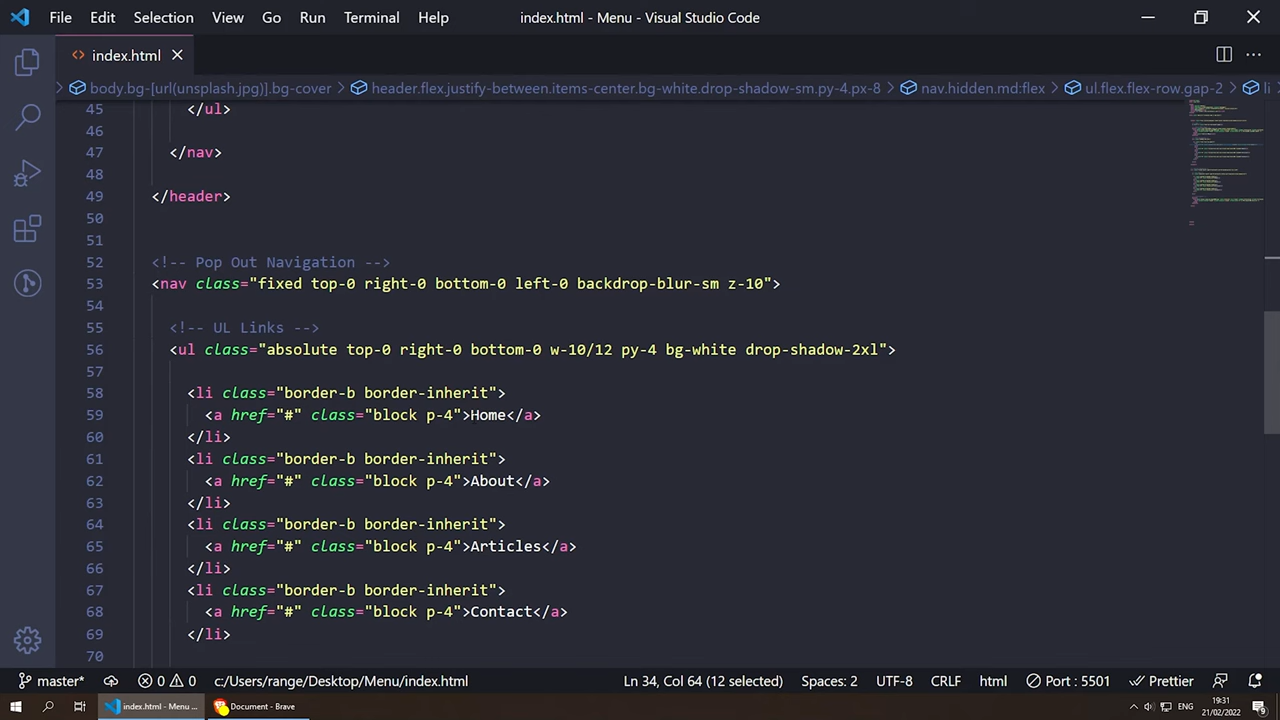 File Edit Selection View Go Run Terminal Help index.html - Menu - Visual Studio Code
index.html
body.bg-[url(unsplash.jpg)].bg-cover header.flex.justify-between.items-center.bg-white.drop-shadow-sm.py-4.px-8 nav.hidden.md:flex ul.flex.flex-row.gap-2 li
45 </ul>
46
47 </nav>
48
49 </header>
50
51
52 <!-- Pop Out Navigation -->
53 <nav class="fixed top-0 right-0 bottom-0 left-0 backdrop-blur-sm z-10">
54
55 <!-- UL Links -->
56 <ul class="absolute top-0 right-0 bottom-0 w-10/12 py-4 bg-white drop-shadow-2xl">
57
58 <li class="border-b border-inherit">
59 <a href="#" class="block p-4">Home</a>
60 </li>
61 <li class="border-b border-inherit">
62 <a href="#" class="block p-4">About</a>
63 </li>
64 <li class="border-b border-inherit">
65 <a href="#" class="block p-4">Articles</a>
66 </li>
67 <li class="border-b border-inherit">
68 <a href="#" class="block p-4">Contact</a>
69 </li>
70
master* 0 0 c:/Users/range/Desktop/Menu/index.html Ln 34, Col 64 (12 selected) Spaces: 2 UTF-8 CRLF html Port : 5501 Prettier
index.html - Menu ... Document - Brave ENG 19:31
21/02/2022